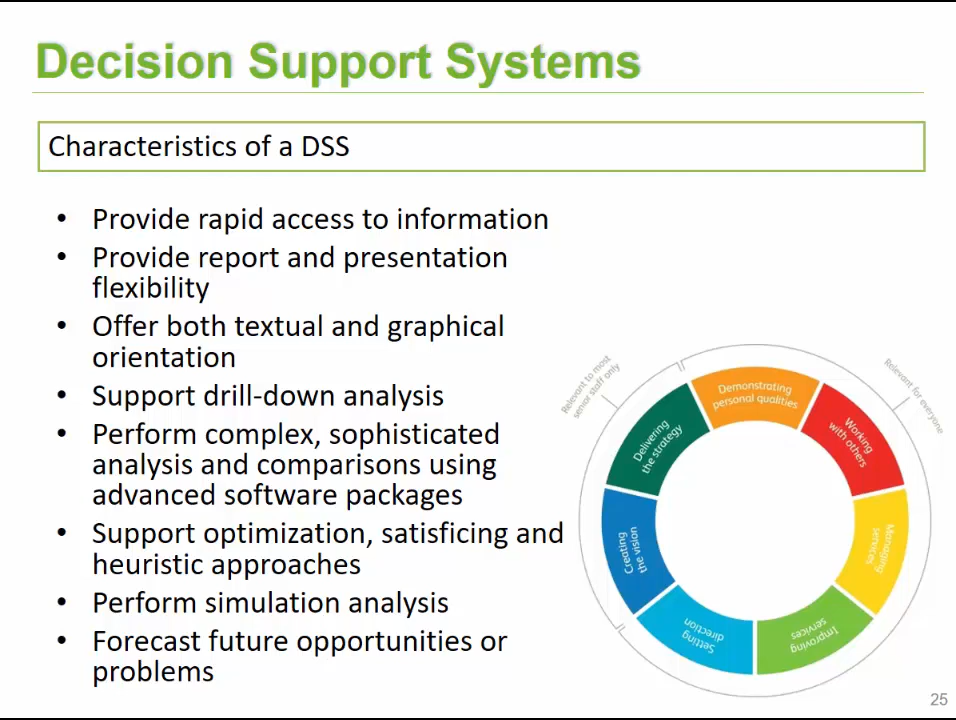 Decision Support Systems
Characteristics of a DSS
• Provide rapid access to information
• Provide report and presentation
flexibility
• Offer both textual and graphical
orientation
• Support drill-down analysis
• Perform complex, sophisticated
analysis and comparisons using
advanced software packages
• Support optimization, satisficing and
heuristic approaches
• Perform simulation analysis
• Forecast future opportunities or
problems
Relevant to most
senior staff only
Relevant for everyone
Demonstrating
personal qualities
Working
with others
Managing
services
Improving
services
Setting
direction
Creating
the vision
Delivering
the strategy
25